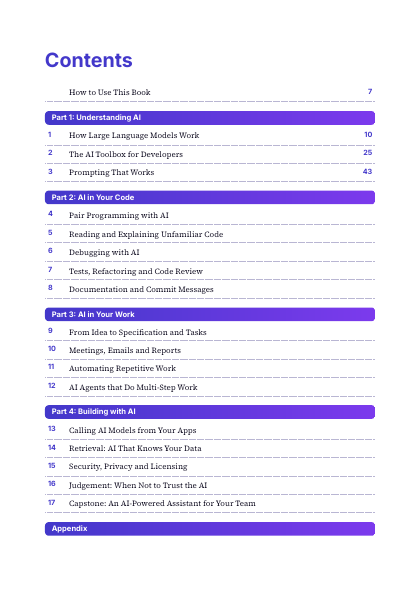 Contents
How to Use This Book 7
Part 1: Understanding AI
1 How Large Language Models Work 10
2 The AI Toolbox for Developers 25
3 Prompting That Works 43
Part 2: AI in Your Code
4 Pair Programming with AI
5 Reading and Explaining Unfamiliar Code
6 Debugging with AI
7 Tests, Refactoring and Code Review
8 Documentation and Commit Messages
Part 3: AI in Your Work
9 From Idea to Specification and Tasks
10 Meetings, Emails and Reports
11 Automating Repetitive Work
12 AI Agents that Do Multi-Step Work
Part 4: Building with AI
13 Calling AI Models from Your Apps
14 Retrieval: AI That Knows Your Data
15 Security, Privacy and Licensing
16 Judgement: When Not to Trust the AI
17 Capstone: An AI-Powered Assistant for Your Team
Appendix